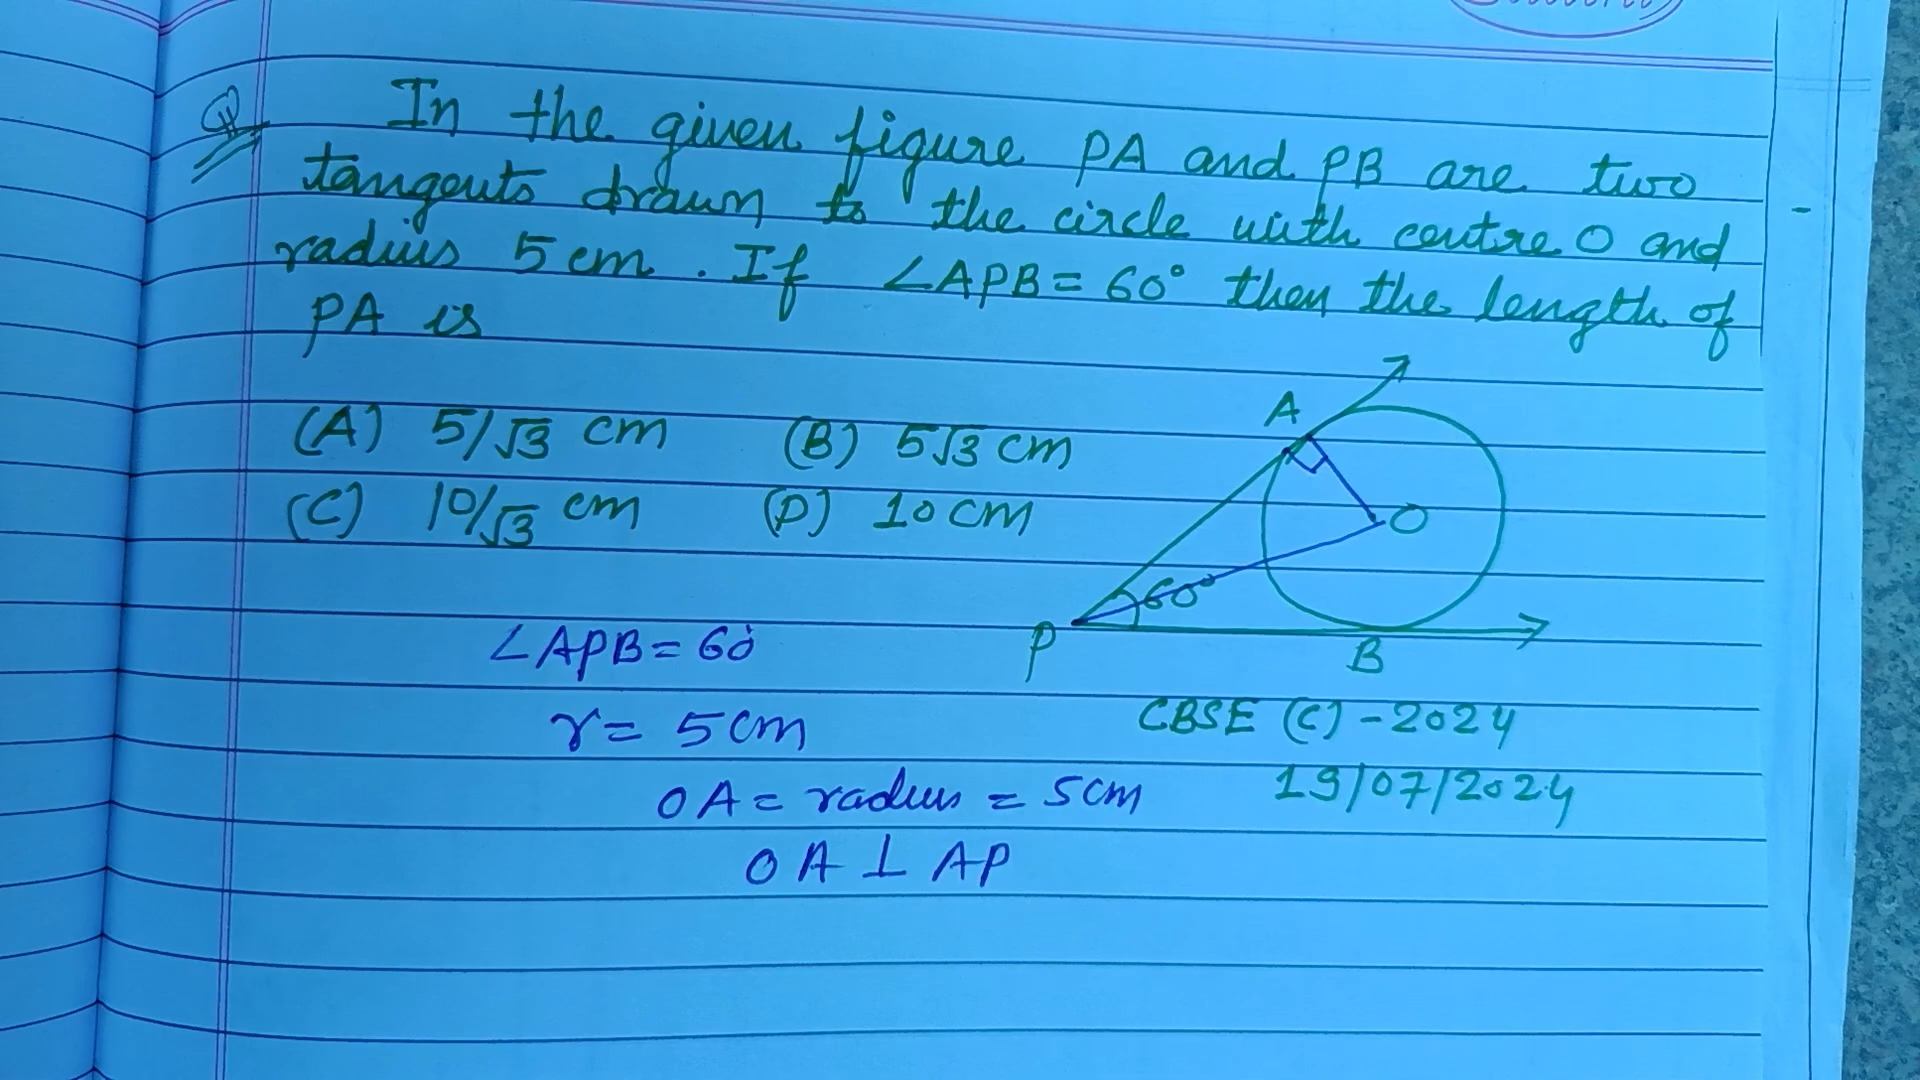 Q In the given figure PA and PB are two
tangents drawn to the circle with centre O and
radius 5 cm. If ∠APB = 60° then the length of
PA is
(A) 5/√3 cm (B) 5√3 cm
(C) 10/√3 cm (D) 10 cm
A
O
60°
P
B
∠APB = 60°
r = 5 cm
CBSE (C) - 2024
OA = radius = 5cm
19/07/2024
OA ⊥ AP